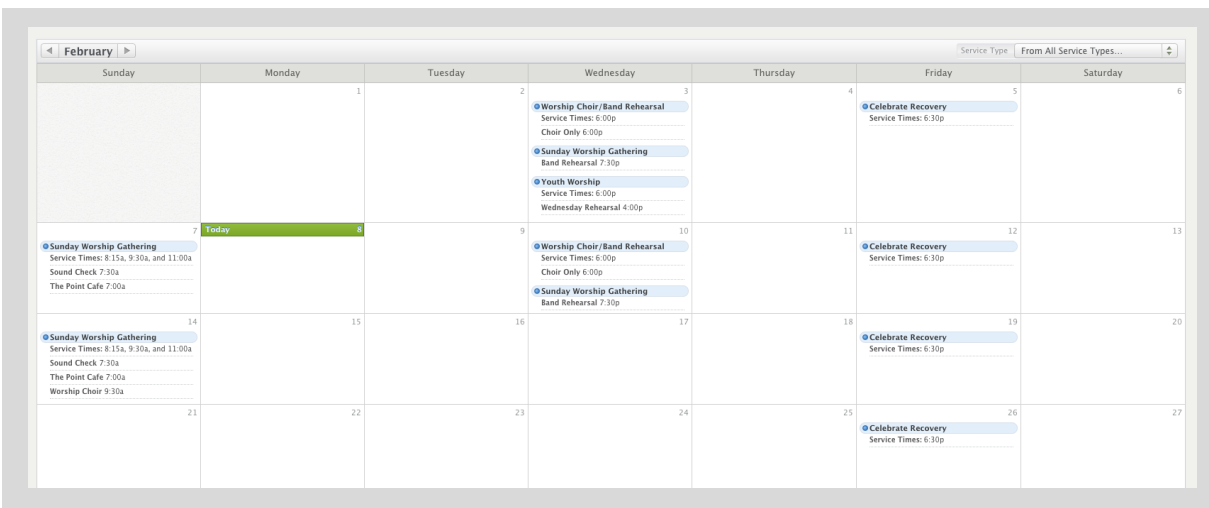 February
Service Type From All Service Types...
Sunday Monday Tuesday Wednesday Thursday Friday Saturday
1 2 3 4 5 6
Worship Choir/Band Rehearsal
Service Times: 6:00p
Choir Only 6:00p
Sunday Worship Gathering
Band Rehearsal 7:30p
Youth Worship
Service Times: 6:00p
Wednesday Rehearsal 4:00p
Celebrate Recovery
Service Times: 6:30p
7 Today 8 9 10 11 12 13
Sunday Worship Gathering
Service Times: 8:15a, 9:30a, and 11:00a
Sound Check 7:30a
The Point Cafe 7:00a
Worship Choir/Band Rehearsal
Service Times: 6:00p
Choir Only 6:00p
Sunday Worship Gathering
Band Rehearsal 7:30p
Celebrate Recovery
Service Times: 6:30p
14 15 16 17 18 19 20
Sunday Worship Gathering
Service Times: 8:15a, 9:30a, and 11:00a
Sound Check 7:30a
The Point Cafe 7:00a
Worship Choir 9:30a
Celebrate Recovery
Service Times: 6:30p
21 22 23 24 25 26 27
Celebrate Recovery
Service Times: 6:30p